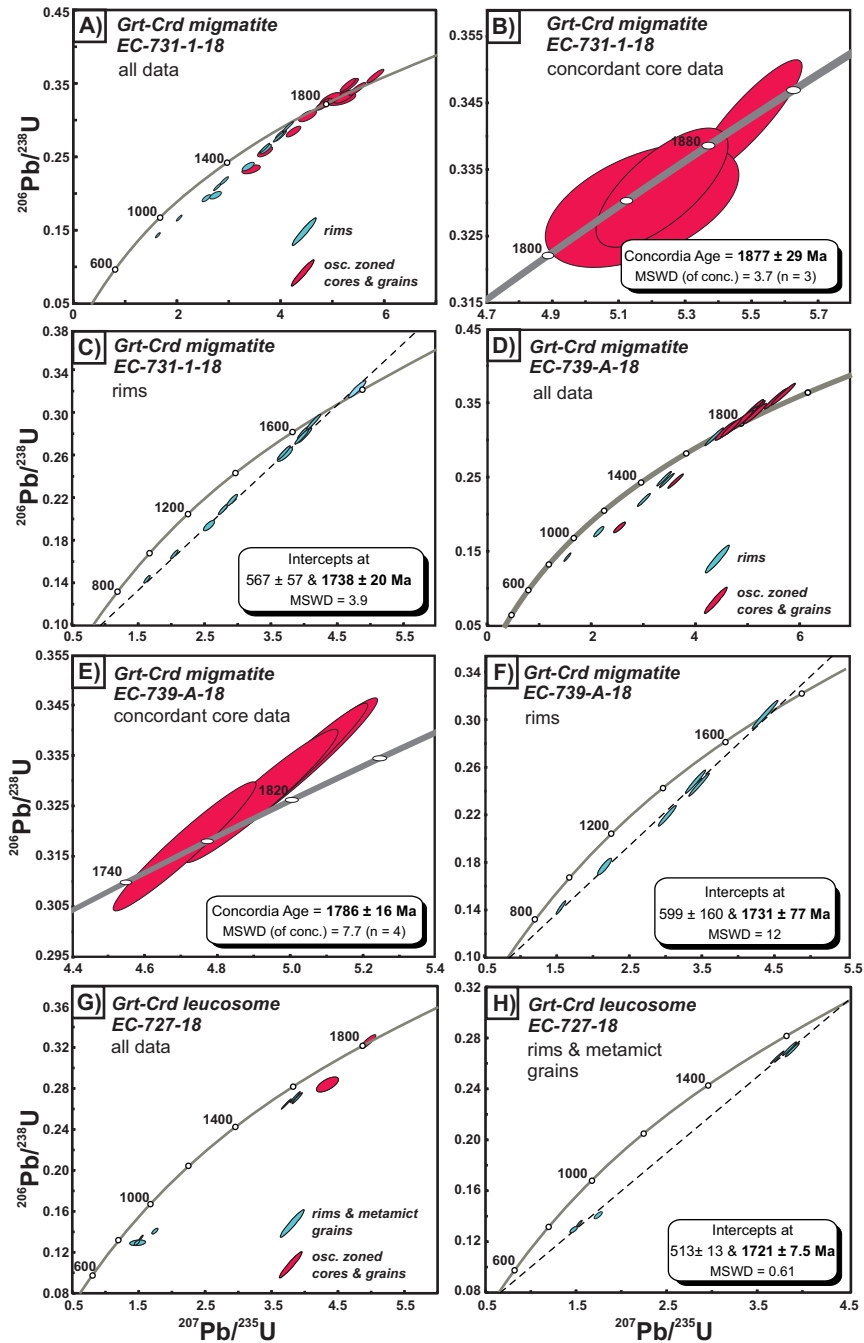 A)
Grt-Crd migmatite
EC-731-1-18
all data
0.45
0.35
0.25
0.15
0.05
206Pb/238U
600
1000
1400
1800
rims
osc. zoned
cores & grains
0
2
4
6
B)
Grt-Crd migmatite
EC-731-1-18
concordant core data
0.355
0.345
0.335
0.325
0.315
1880
1800
Concordia Age = 1877 ± 29 Ma
MSWD (of conc.) = 3.7 (n = 3)
4.7
4.9
5.1
5.3
5.5
5.7
C)
Grt-Crd migmatite
EC-731-1-18
rims
0.38
0.34
0.30
0.26
0.22
0.18
0.14
0.10
206Pb/238U
800
1200
1600
Intercepts at
567 ± 57 & 1738 ± 20 Ma
MSWD = 3.9
0.5
1.5
2.5
3.5
4.5
5.5
D)
Grt-Crd migmatite
EC-739-A-18
all data
0.45
0.35
0.25
0.15
0.05
600
1000
1400
1800
rims
osc. zoned
cores & grains
0
2
4
6
E)
Grt-Crd migmatite
EC-739-A-18
concordant core data
0.355
0.345
0.335
0.325
0.315
0.305
0.295
206Pb/238U
1820
1740
Concordia Age = 1786 ± 16 Ma
MSWD (of conc.) = 7.7 (n = 4)
4.4
4.6
4.8
5.0
5.2
5.4
F)
Grt-Crd migmatite
EC-739-A-18
rims
0.34
0.30
0.26
0.22
0.18
0.14
0.10
800
1200
1600
Intercepts at
599 ± 160 & 1731 ± 77 Ma
MSWD = 12
0.5
1.5
2.5
3.5
4.5
5.5
G)
Grt-Crd leucosome
EC-727-18
all data
0.36
0.32
0.28
0.24
0.20
0.16
0.12
0.08
206Pb/238U
600
1000
1400
1800
rims & metamict
grains
osc. zoned
cores & grains
0.5
1.5
2.5
3.5
4.5
5.5
207Pb/235U
H)
Grt-Crd leucosome
EC-727-18
rims & metamict
grains
0.32
0.28
0.24
0.20
0.16
0.12
0.08
600
1000
1400
Intercepts at
513± 13 & 1721 ± 7.5 Ma
MSWD = 0.61
0.5
1.5
2.5
3.5
4.5
207Pb/235U